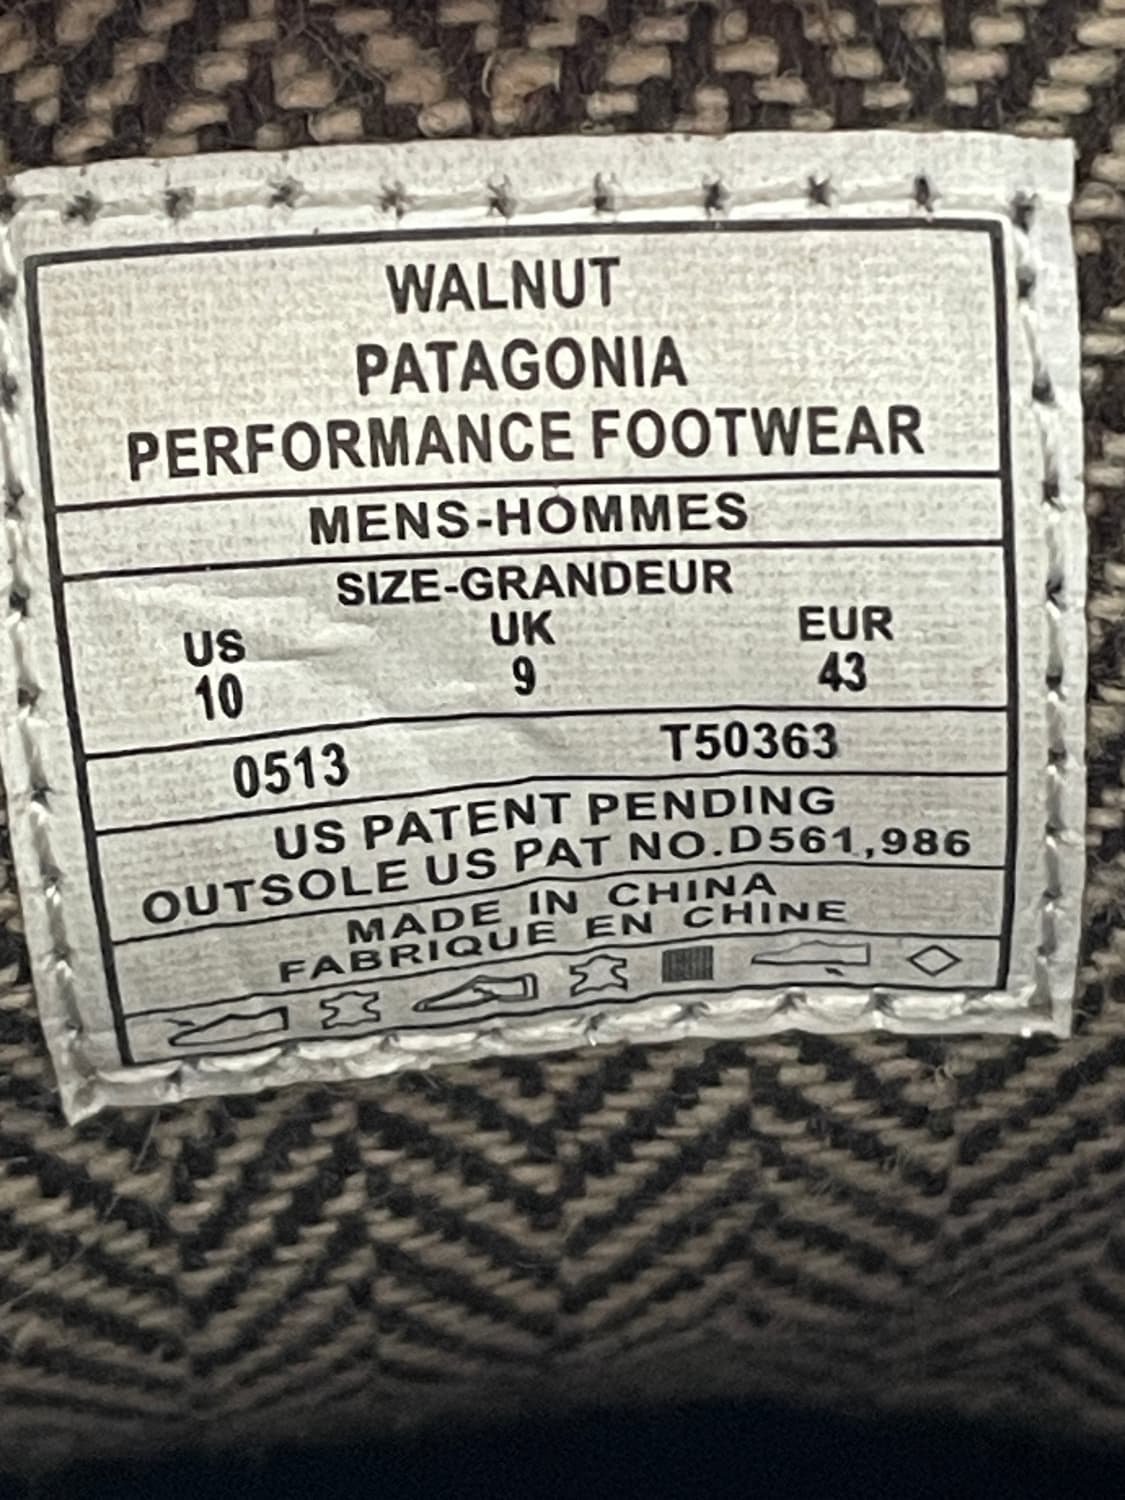 WALNUT
PATAGONIA
PERFORMANCE FOOTWEAR
MENS-HOMMES
SIZE-GRANDEUR
US UK EUR
10 9 43
0513 T50363
US PATENT PENDING
OUTSOLE US PAT NO.D561,986
MADE IN CHINA
FABRIQUE EN CHINE